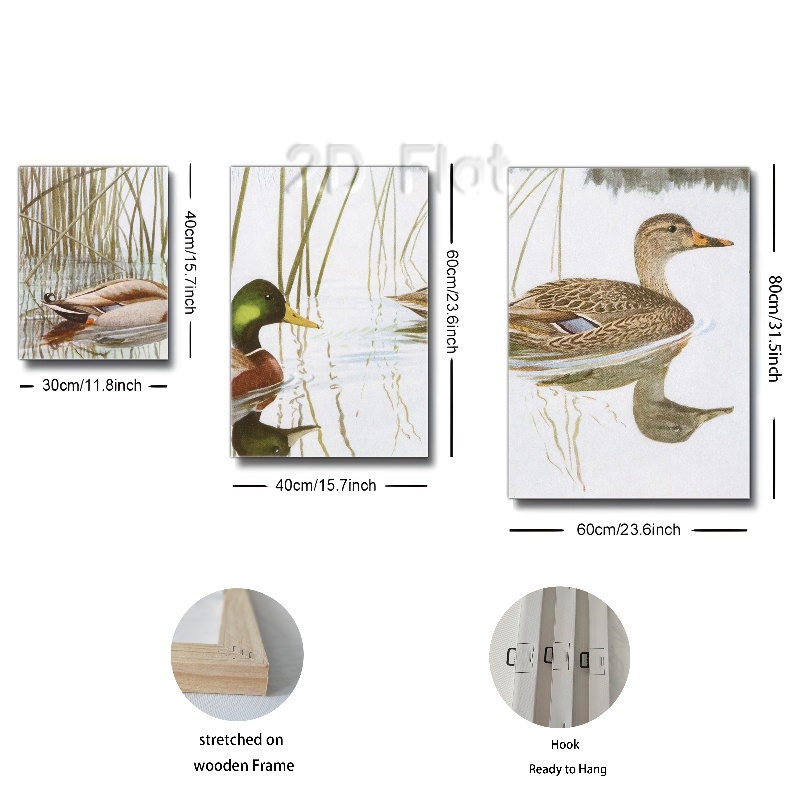 2D Flat
40cm/15.7inch
30cm/11.8inch
60cm/23.6inch
40cm/15.7inch
80cm/31.5inch
60cm/23.6inch
stretched on
wooden Frame
Hook
Ready to Hang